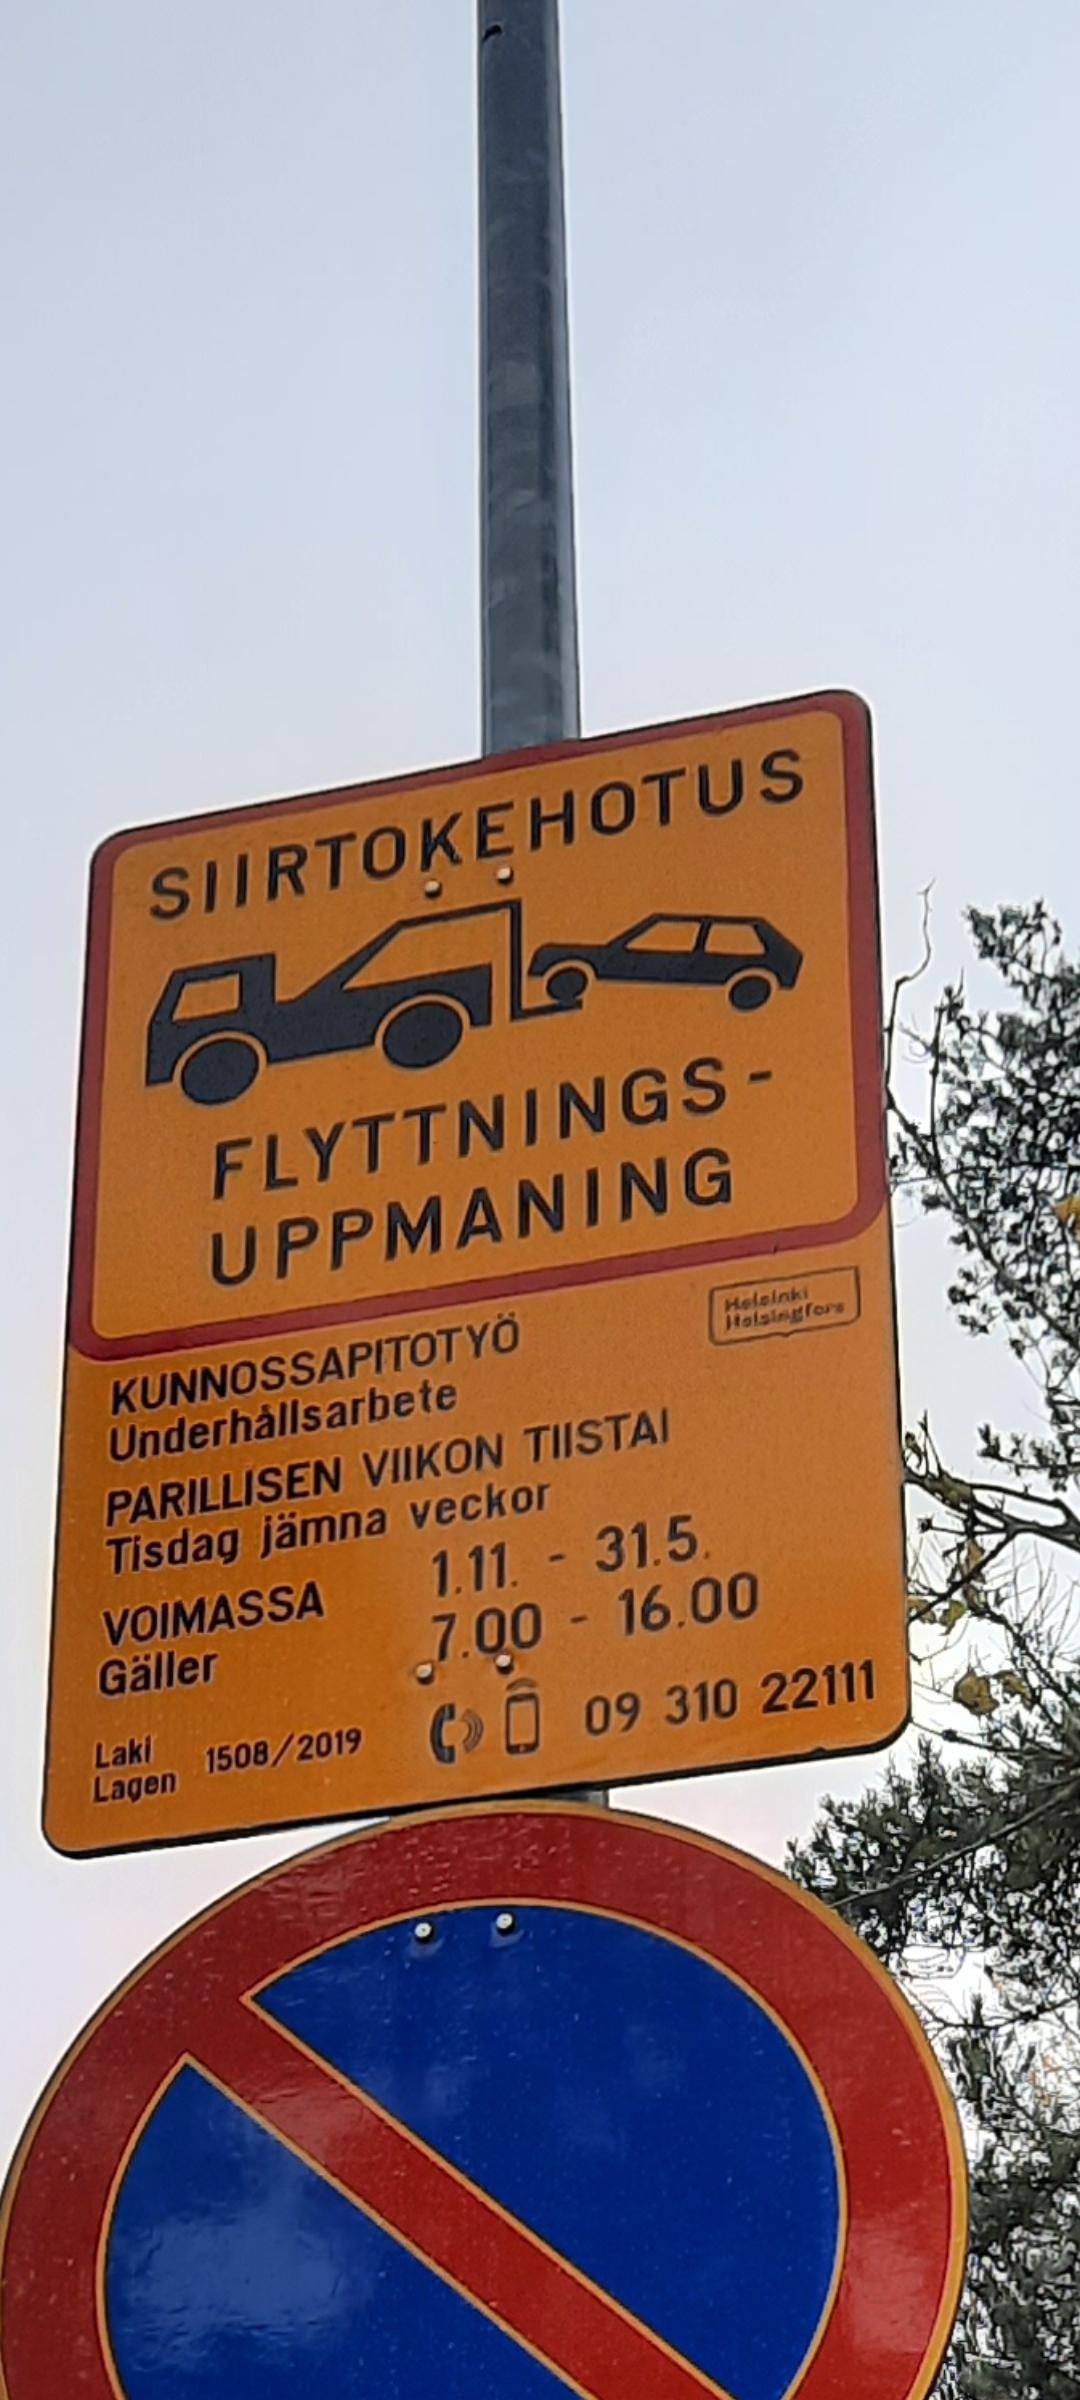 SIIRTOKEHOTUS
FLYTTNINGS-
UPPMANING
Helsinki
Helsingfors
KUNNOSSAPITOTYÖ
Underhållsarbete
PARILLISEN VIIKON TIISTAI
Tisdag jämna veckor
VOIMASSA 1.11. - 31.5.
Gäller 7.00 - 16.00
Laki
Lagen 1508/2019 09 310 22111